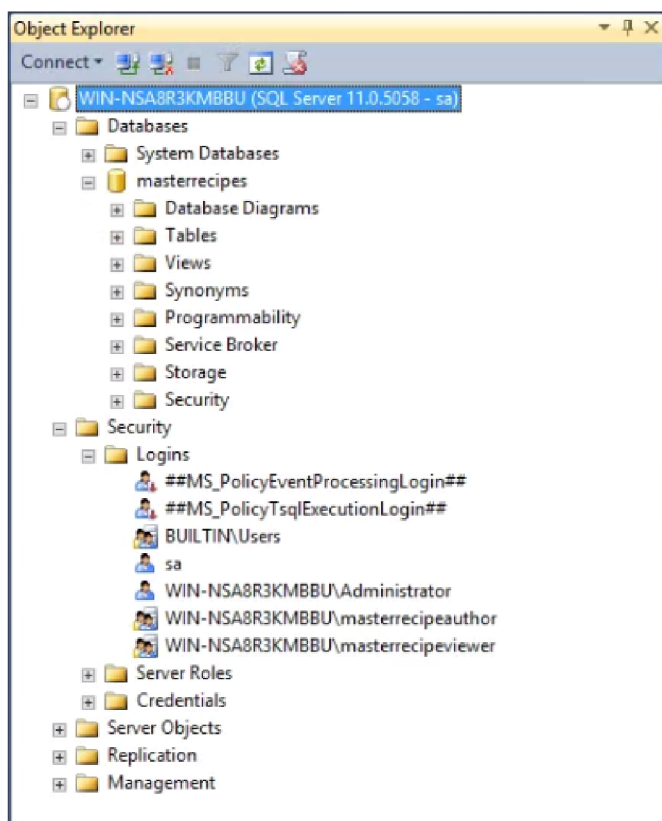 Object Explorer
Connect
WIN-NSA8R3KMBBU (SQL Server 11.0.5058 - sa)
Databases
System Databases
masterrecipes
Database Diagrams
Tables
Views
Synonyms
Programmability
Service Broker
Storage
Security
Security
Logins
##MS_PolicyEventProcessingLogin##
##MS_PolicyTsqlExecutionLogin##
BUILTIN\Users
sa
WIN-NSA8R3KMBBU\Administrator
WIN-NSA8R3KMBBU\masterrecipeauthor
WIN-NSA8R3KMBBU\masterrecipeviewer
Server Roles
Credentials
Server Objects
Replication
Management